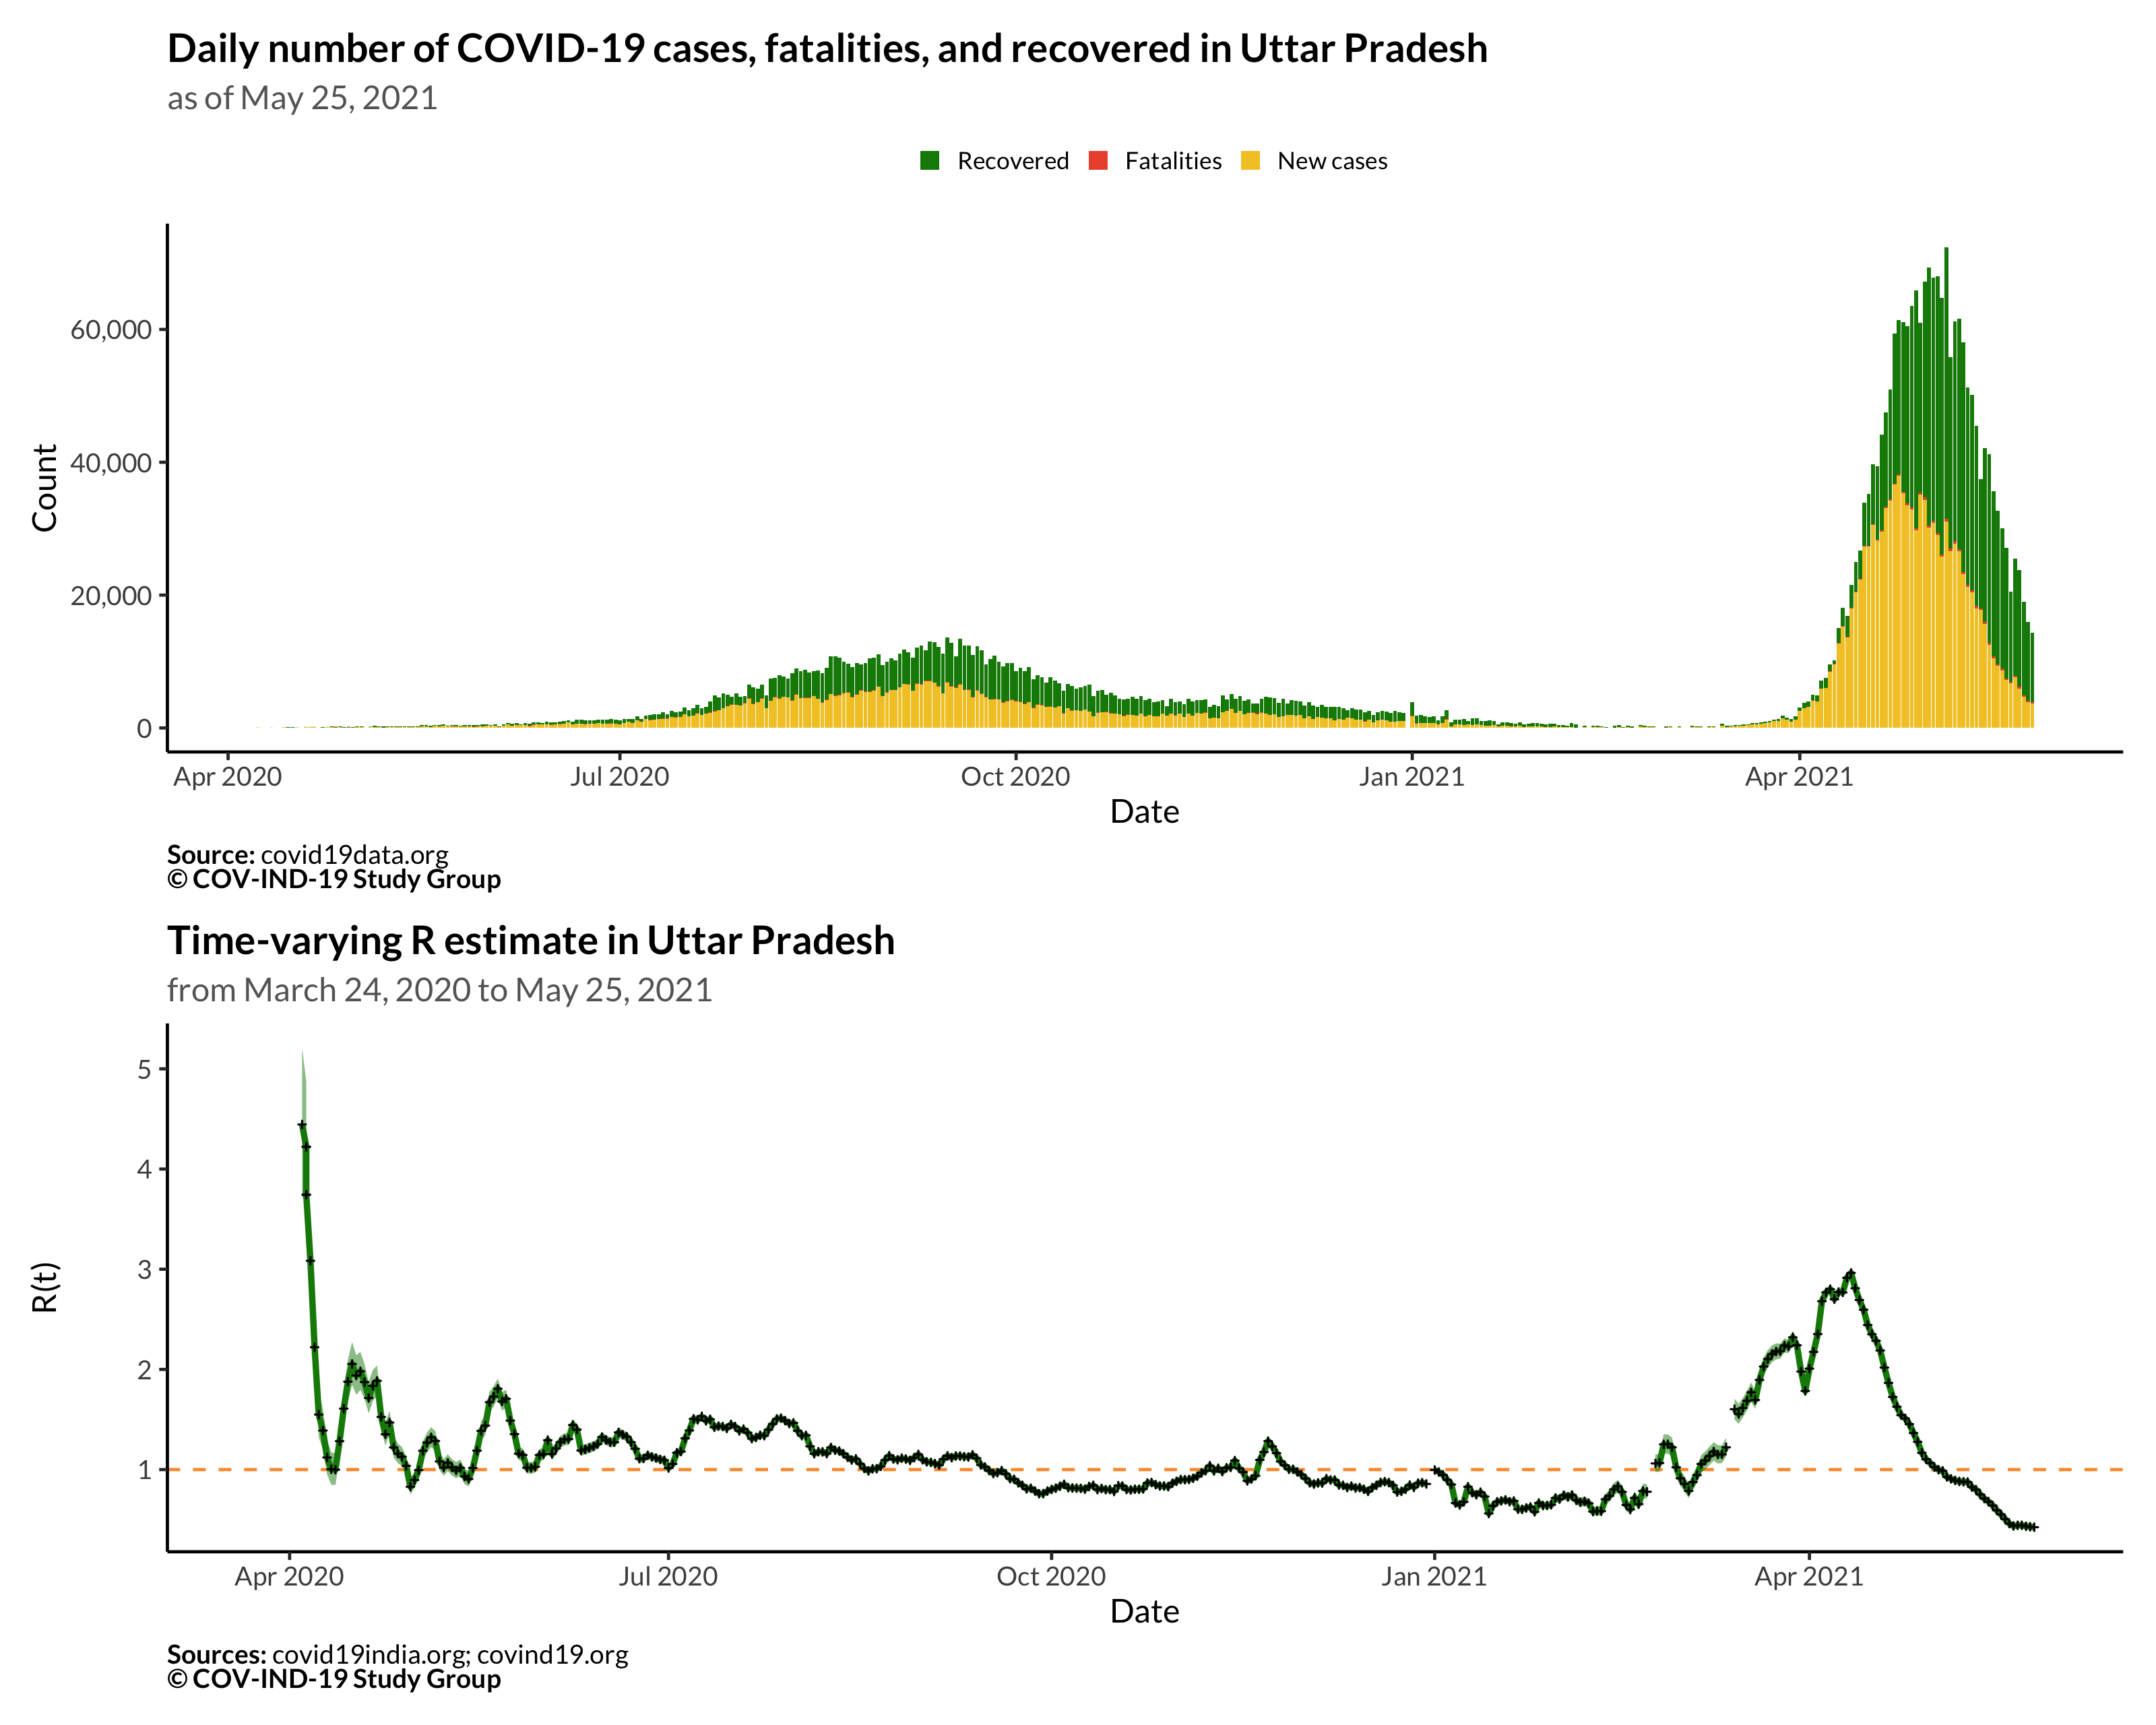 Daily number of COVID-19 cases, fatalities, and recovered in Uttar Pradesh
as of May 25, 2021
Recovered Fatalities New cases
Count
60,000
40,000
20,000
0
Apr 2020 Jul 2020 Oct 2020 Jan 2021 Apr 2021
Date
Source: covid19data.org
© COV-IND-19 Study Group
Time-varying R estimate in Uttar Pradesh
from March 24, 2020 to May 25, 2021
R(t)
5
4
3
2
1
Apr 2020 Jul 2020 Oct 2020 Jan 2021 Apr 2021
Date
Sources: covid19india.org; covind19.org
© COV-IND-19 Study Group